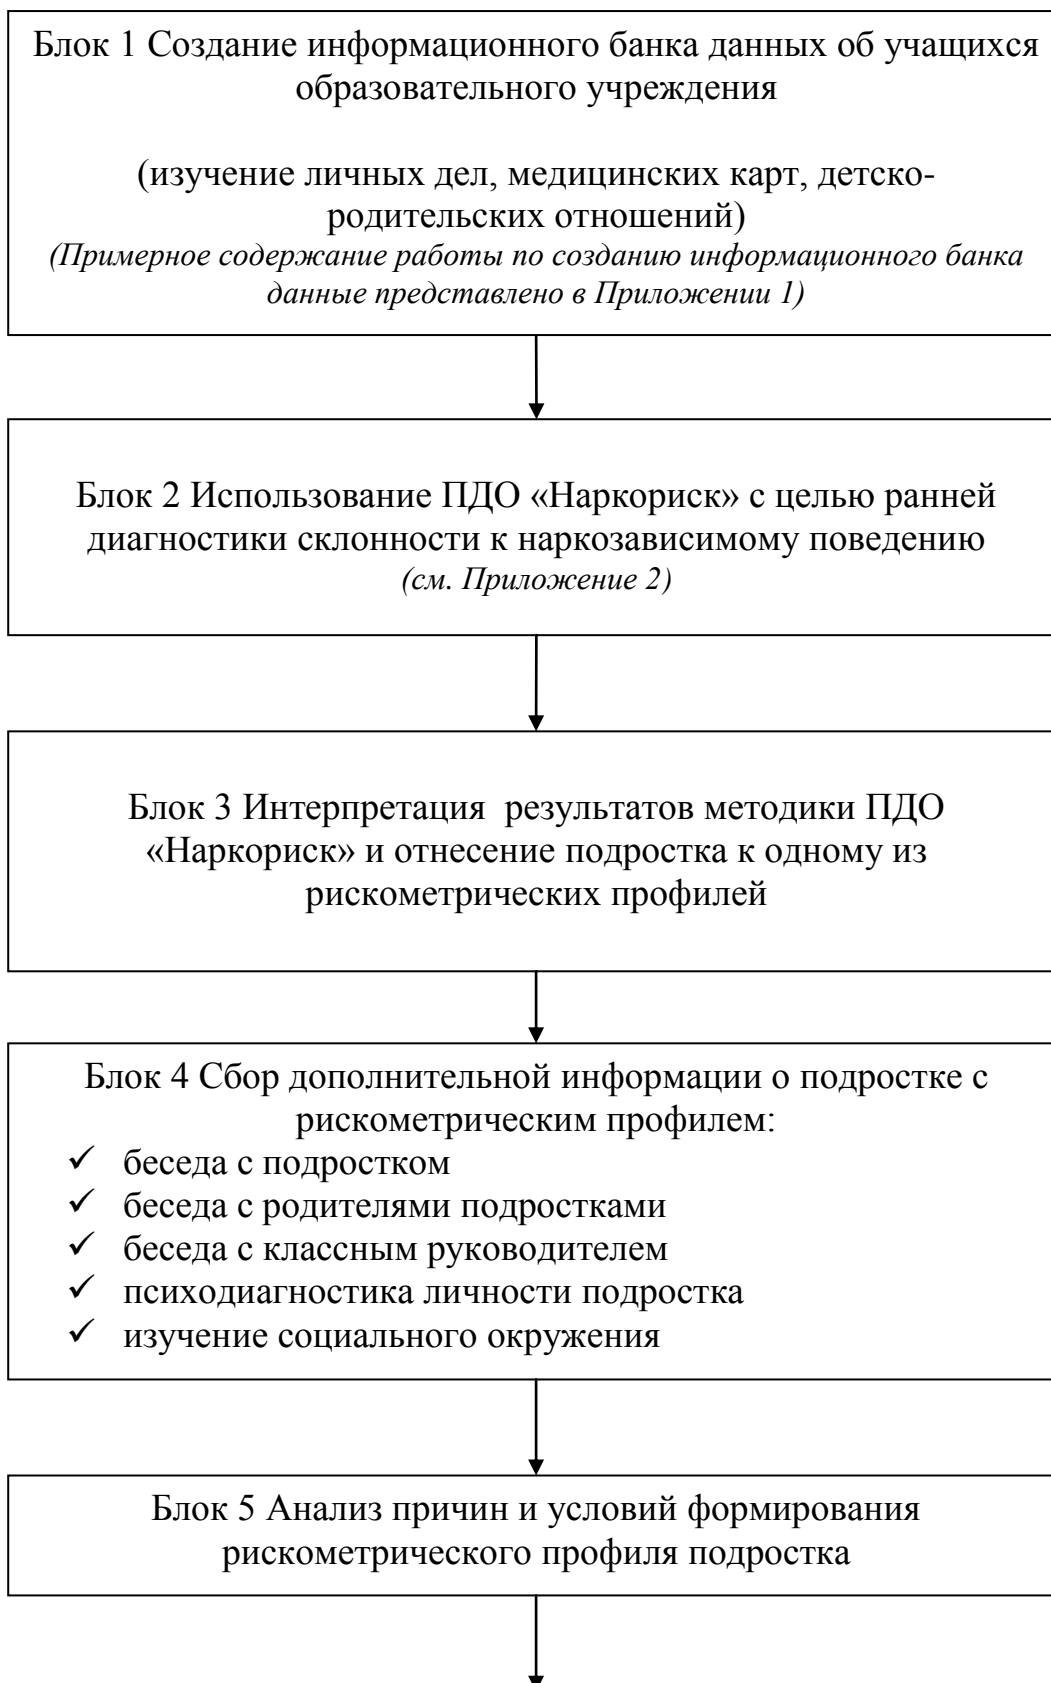 Блок 1 Создание информационного банка данных об учащихся
образовательного учреждения
(изучение личных дел, медицинских карт, детско-
родительских отношений)
(Примерное содержание работы по созданию информационного банка
данные представлено в Приложении 1)
Блок 2 Использование ПДО «Наркориск» с целью ранней
диагностики склонности к наркозависимому поведению
(см. Приложение 2)
Блок 3 Интерпретация  результатов методики ПДО
«Наркориск» и отнесение подростка к одному из
рискометрических профилей
Блок 4 Сбор дополнительной информации о подростке с
рискометрическим профилем:
✓ беседа с подростком
✓ беседа с родителями подростками
✓ беседа с классным руководителем
✓ психодиагностика личности подростка
✓ изучение социального окружения
Блок 5 Анализ причин и условий формирования
рискометрического профиля подростка